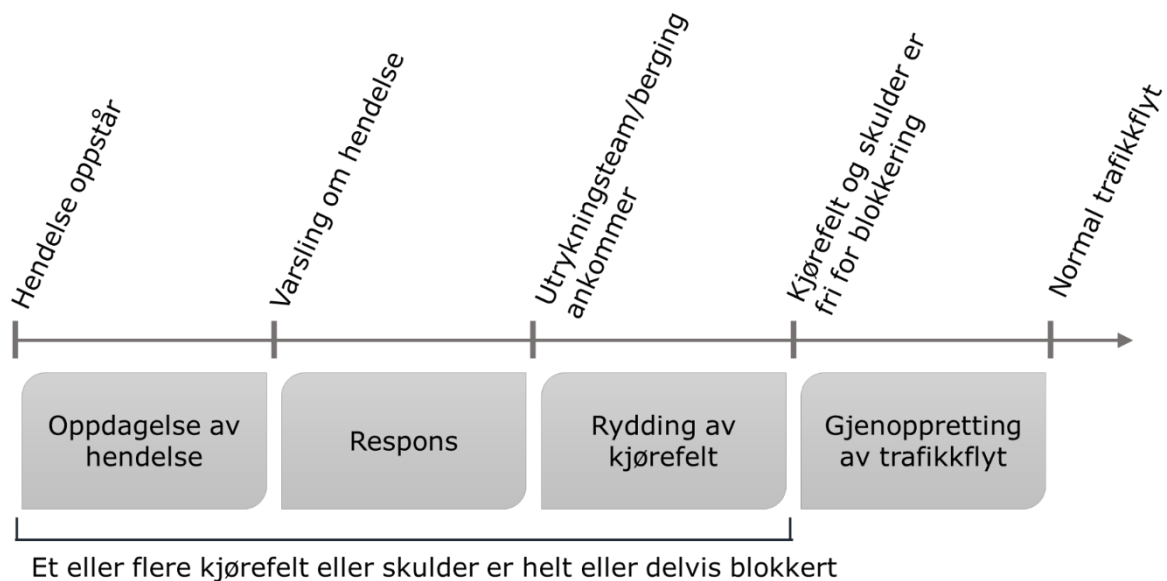 Hendelse oppstår
Varsling om hendelse
Utrykningsteam/berging
ankommer
Kjørefelt og skulder er
fri for blokkering
Normal trafikkflyt
Oppdagelse av
hendelse
Respons
Rydding av
kjørefelt
Gjenoppretting
av trafikkflyt
Et eller flere kjørefelt eller skulder er helt eller delvis blokkert